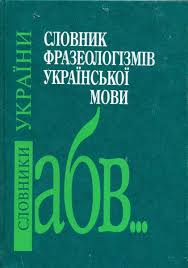 СЛОВНИК
ФРАЗЕОЛОГІЗМІВ
УКРАЇНСЬКОЇ
МОВИ
СЛОВНИКИ УКРАЇНИ
абв...